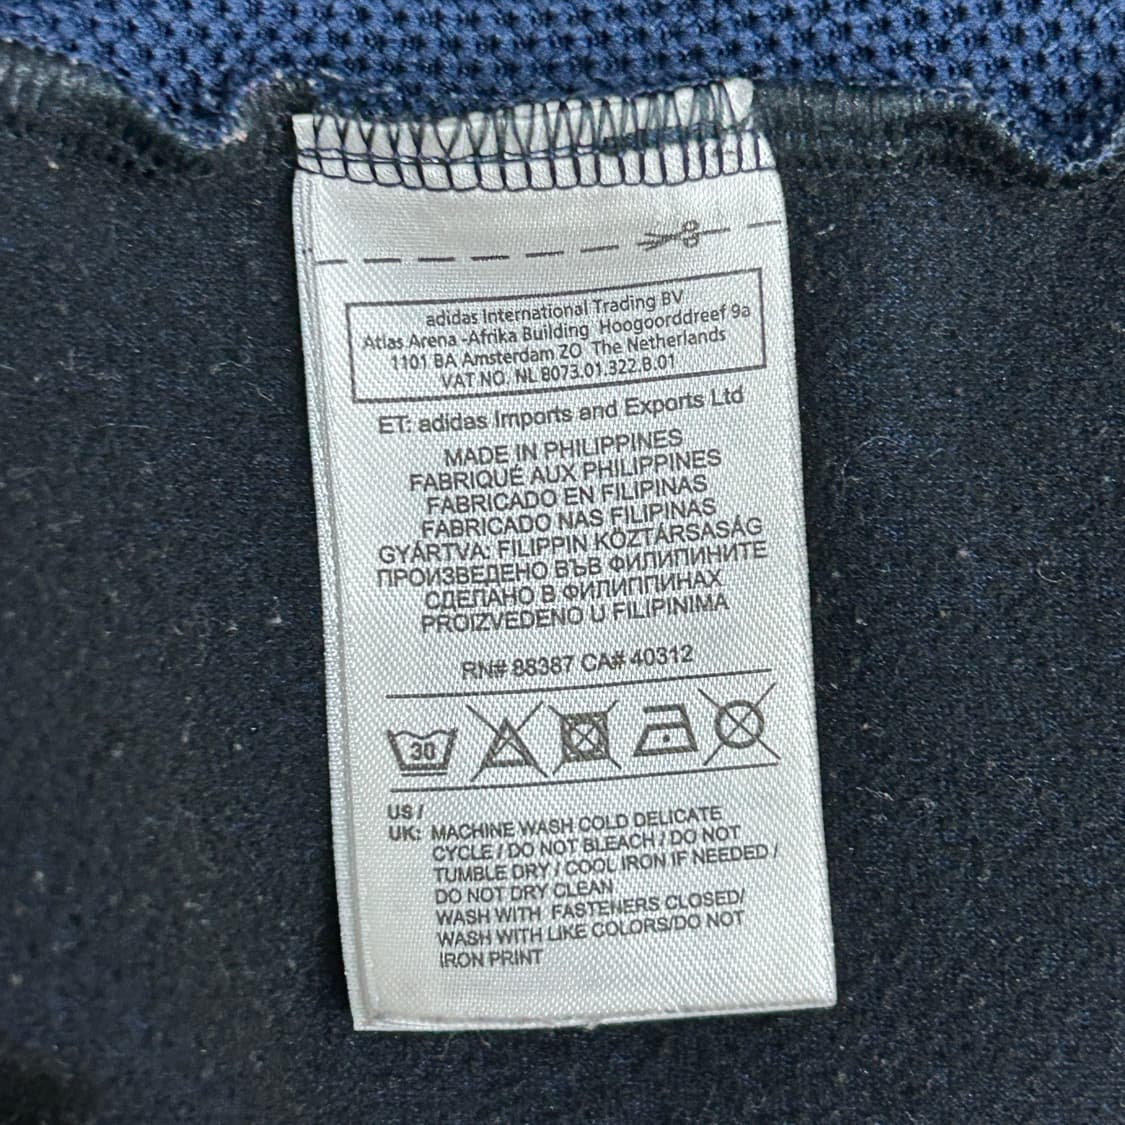 adidas International Trading BV
Atlas Arena -Afrika Building Hoogoorddreef 9a
1101 BA Amsterdam ZO The Netherlands
VAT NO. NL 8073.01.322.B.01
ET: adidas Imports and Exports Ltd
MADE IN PHILIPPINES
FABRIQUÉ AUX PHILIPPINES
FABRICADO EN FILIPINAS
FABRICADO NAS FILIPINAS
GYÁRTVA: FILIPPIN KÖZTÁRSASÁG
ПРОИЗВЕДЕНО ВЪВ ФИЛИПИНИТЕ
СДЕЛАНО В ФИЛИППИНАХ
PROIZVEDENO U FILIPINIMA
RN# 88387 CA# 40312
30
US /
UK: MACHINE WASH COLD DELICATE
CYCLE / DO NOT BLEACH / DO NOT
TUMBLE DRY / COOL IRON IF NEEDED /
DO NOT DRY CLEAN
WASH WITH FASTENERS CLOSED/
WASH WITH LIKE COLORS/DO NOT
IRON PRINT